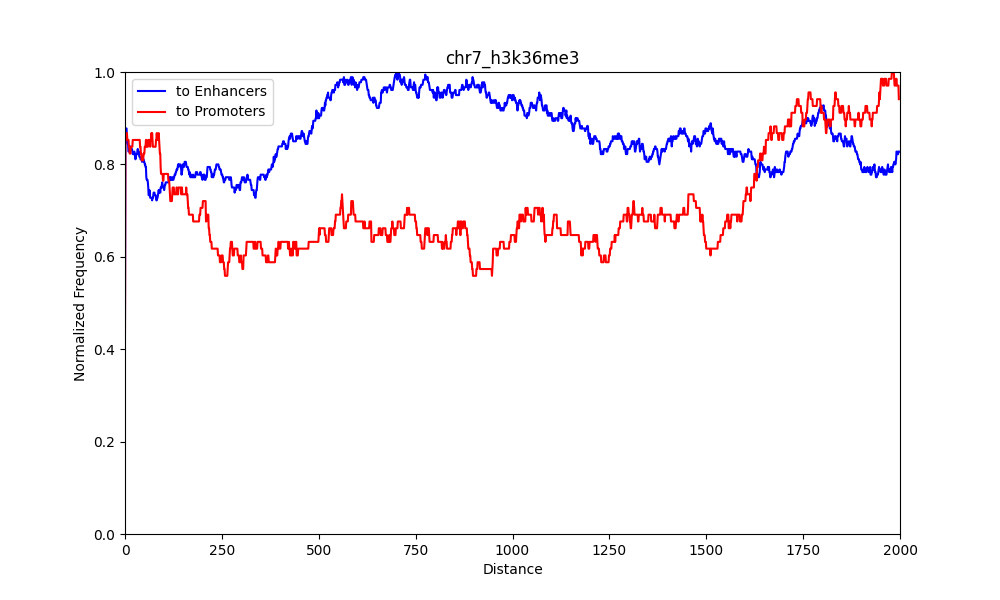 chr7_h3k36me3
to Enhancers
to Promoters
Normalized Frequency
1.0
0.8
0.6
0.4
0.2
0.0
0 250 500 750 1000 1250 1500 1750 2000
Distance